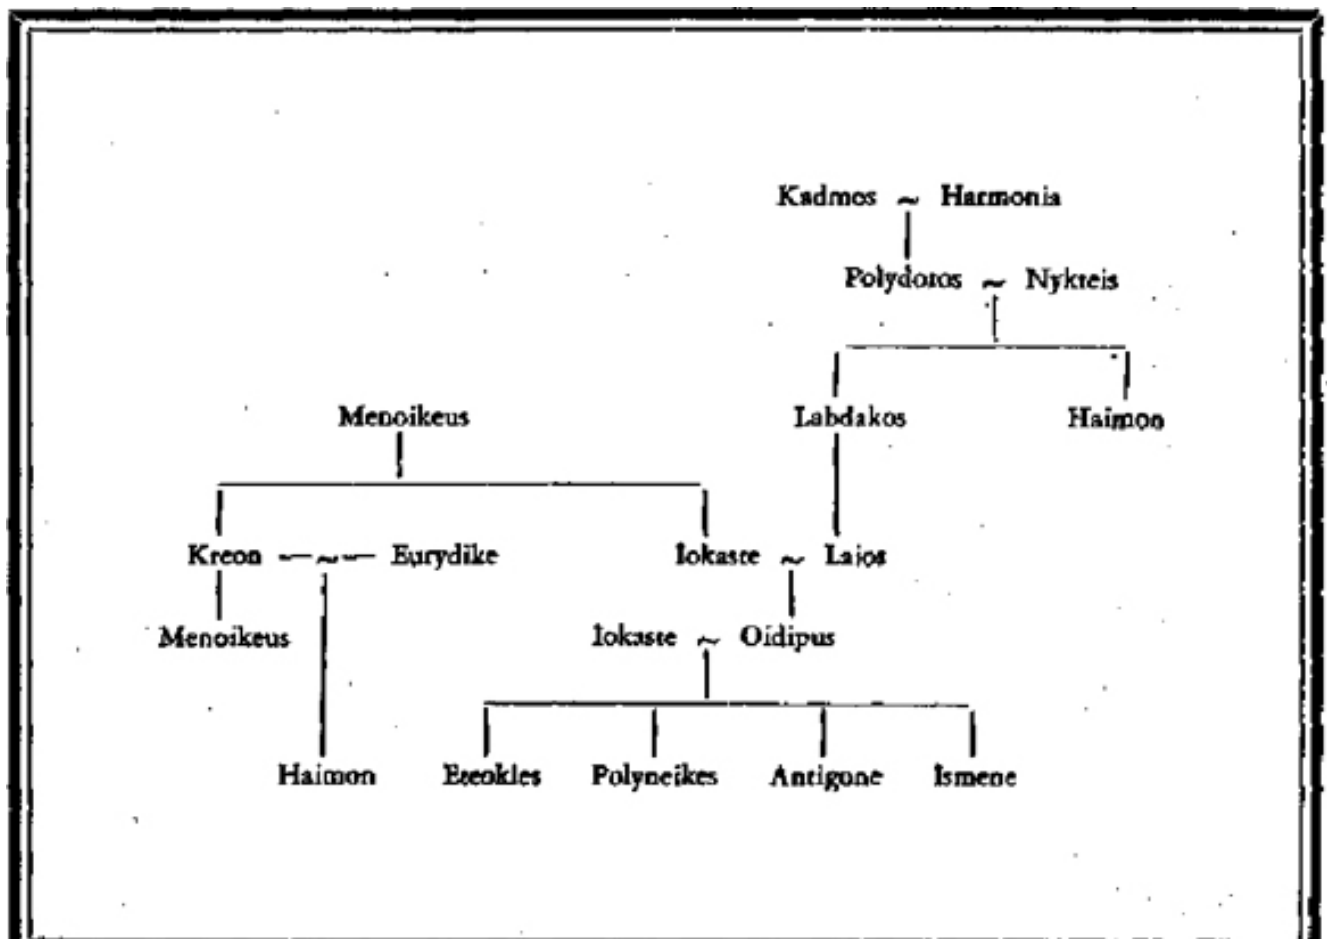 Kadmos ~ Harmonia
Polydoros ~ Nykteis
Menoikeus Labdakos Haimon
Kreon ~ Eurydike Iokaste ~ Laios
Menoikeus Iokaste ~ Oidipus
Haimon Eteokles Polyneikes Antigone Ismene